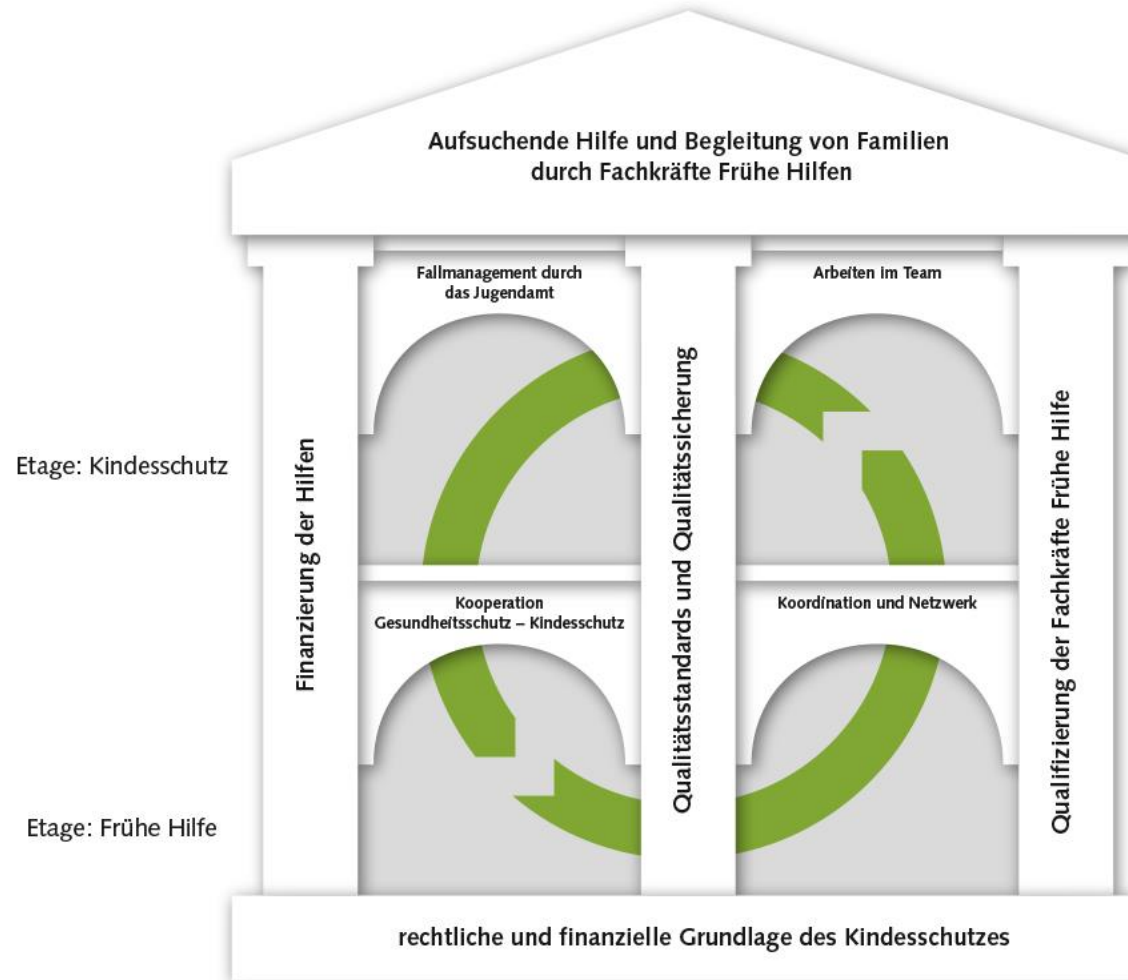 Aufsuchende Hilfe und Begleitung von Familien
durch Fachkräfte Frühe Hilfen
Fallmanagement durch
das Jugendamt
Arbeiten im Team
Etage: Kindesschutz
Finanzierung der Hilfen
Qualitätsstandards und Qualitätssicherung
Qualifizierung der Fachkräfte Frühe Hilfe
Kooperation
Gesundheitsschutz – Kindesschutz
Koordination und Netzwerk
Etage: Frühe Hilfe
rechtliche und finanzielle Grundlage des Kindesschutzes